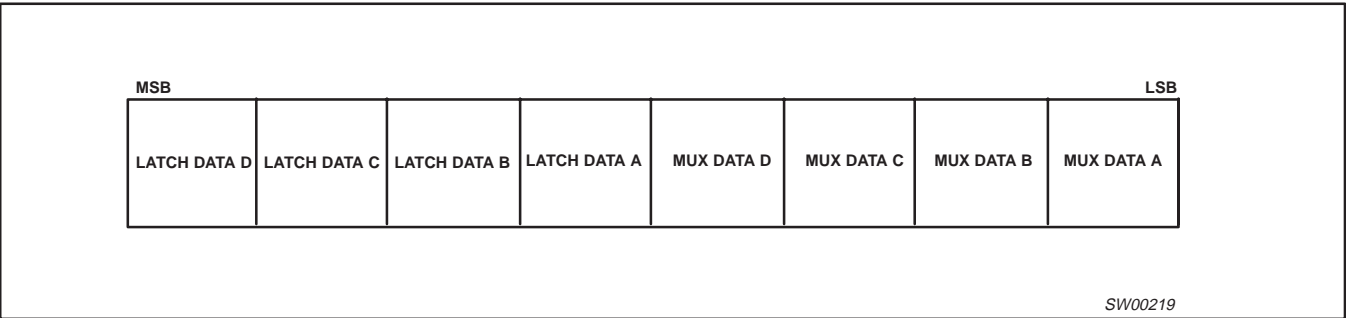 MSB LSB
LATCH DATA D LATCH DATA C LATCH DATA B LATCH DATA A MUX DATA D MUX DATA C MUX DATA B MUX DATA A
SW00219